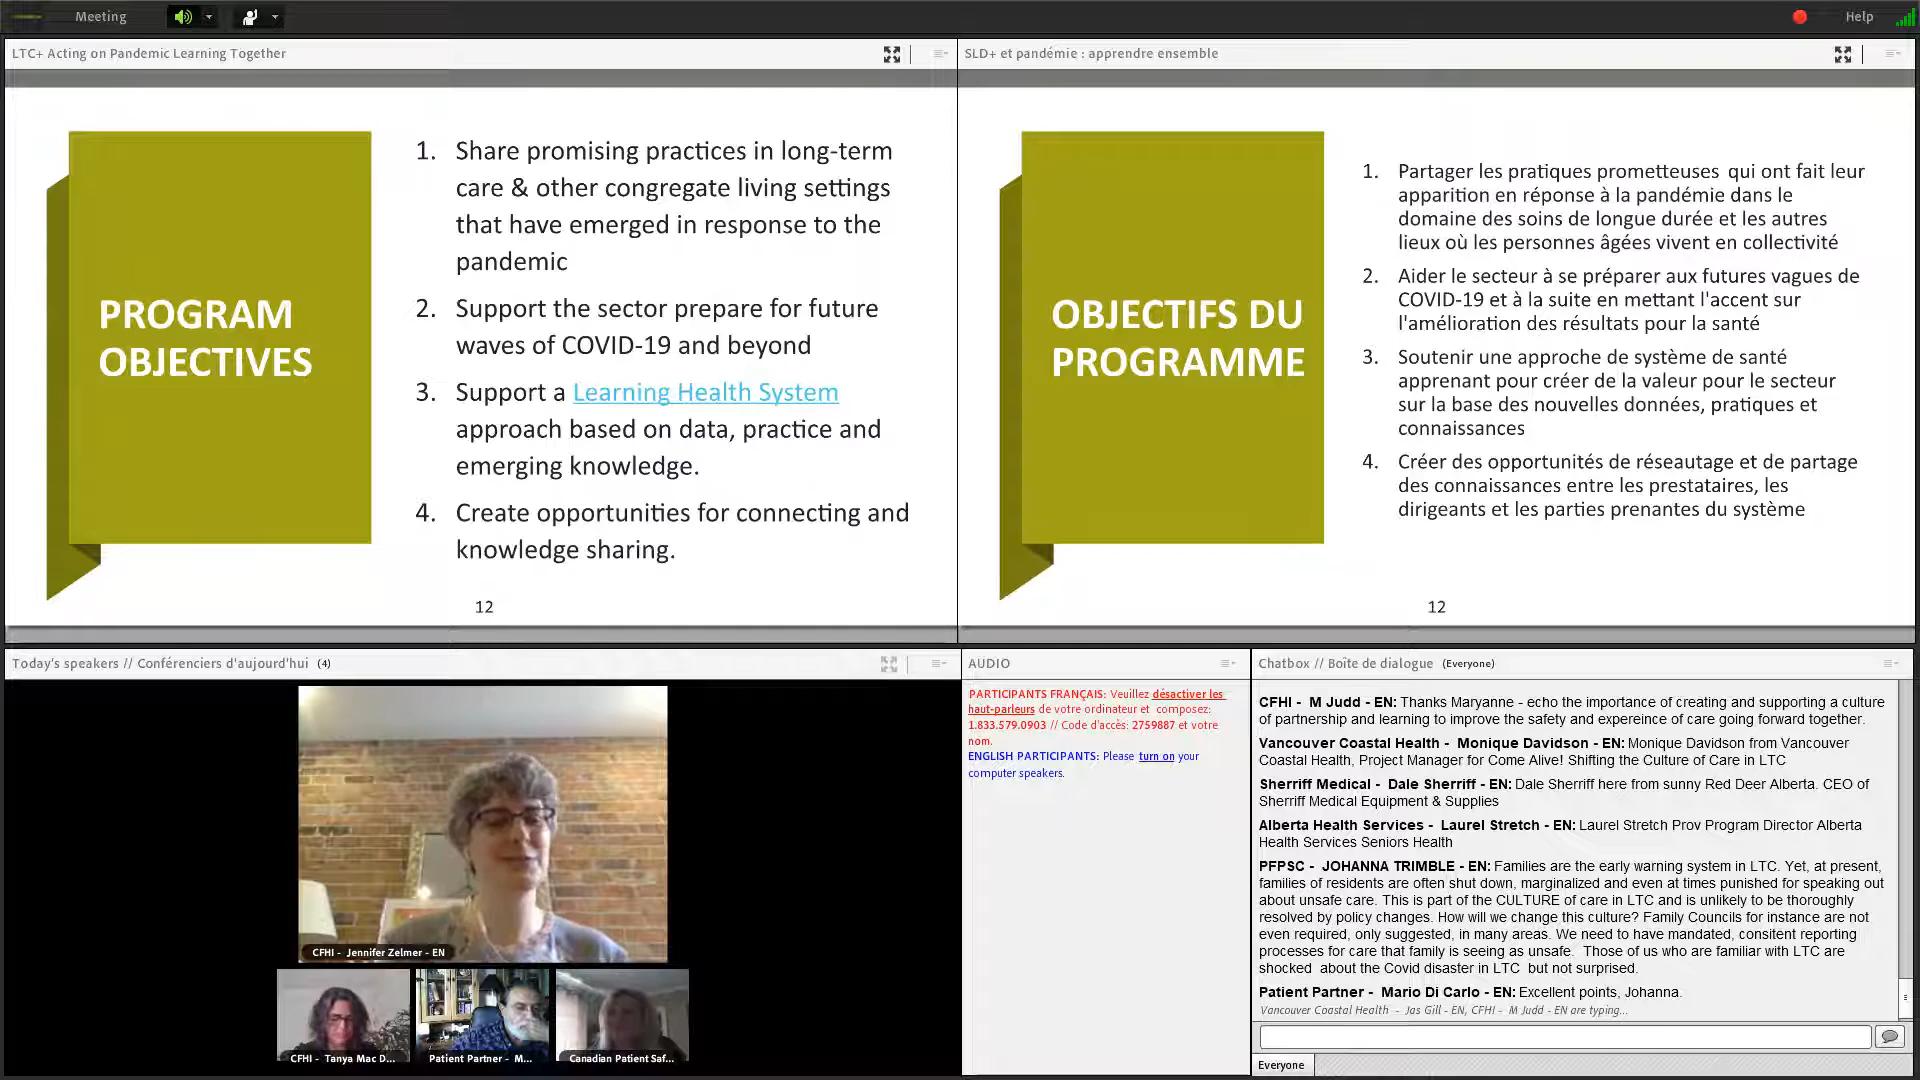 Meeting
Help
LTC+ Acting on Pandemic Learning Together
PROGRAM
OBJECTIVES
1. Share promising practices in long-term
care & other congregate living settings
that have emerged in response to the
pandemic
2. Support the sector prepare for future
waves of COVID-19 and beyond
3. Support a Learning Health System
approach based on data, practice and
emerging knowledge.
4. Create opportunities for connecting and
knowledge sharing.
12
SLD+ et pandémie : apprendre ensemble
OBJECTIFS DU
PROGRAMME
1. Partager les pratiques prometteuses qui ont fait leur
apparition en réponse à la pandémie dans le
domaine des soins de longue durée et les autres
lieux où les personnes âgées vivent en collectivité
2. Aider le secteur à se préparer aux futures vagues de
COVID-19 et à la suite en mettant l'accent sur
l'amélioration des résultats pour la santé
3. Soutenir une approche de système de santé
apprenant pour créer de la valeur pour le secteur
sur la base des nouvelles données, pratiques et
connaissances
4. Créer des opportunités de réseautage et de partage
des connaissances entre les prestataires, les
dirigeants et les parties prenantes du système
12
Today's speakers // Conférenciers d'aujourd'hui (4)
CFHI - Jennifer Zelmer - EN
CFHI - Tanya Mac D...
Patient Partner - M...
Canadian Patient Saf...
AUDIO
PARTICIPANTS FRANÇAIS: Veuillez désactiver les
haut-parleurs de votre ordinateur et composez:
1.833.579.0903 // Code d'accès: 2759887 et votre
nom.
ENGLISH PARTICIPANTS: Please turn on your
computer speakers.
Chatbox // Boîte de dialogue (Everyone)
CFHI - M Judd - EN: Thanks Maryanne - echo the importance of creating and supporting a culture
of partnership and learning to improve the safety and expereince of care going forward together.
Vancouver Coastal Health - Monique Davidson - EN: Monique Davidson from Vancouver
Coastal Health, Project Manager for Come Alive! Shifting the Culture of Care in LTC
Sherriff Medical - Dale Sherriff - EN: Dale Sherriff here from sunny Red Deer Alberta. CEO of
Sherriff Medical Equipment & Supplies
Alberta Health Services - Laurel Stretch - EN: Laurel Stretch Prov Program Director Alberta
Health Services Seniors Health
PFPSC - JOHANNA TRIMBLE - EN: Families are the early warning system in LTC. Yet, at present,
families of residents are often shut down, marginalized and even at times punished for speaking out
about unsafe care. This is part of the CULTURE of care in LTC and is unlikely to be thoroughly
resolved by policy changes. How will we change this culture? Family Councils for instance are not
even required, only suggested, in many areas. We need to have mandated, consitent reporting
processes for care that family is seeing as unsafe. Those of us who are familiar with LTC are
shocked about the Covid disaster in LTC but not surprised.
Patient Partner - Mario Di Carlo - EN: Excellent points, Johanna.
Vancouver Coastal Health - Jas Gill - EN, CFHI - M Judd - EN are typing...
Everyone